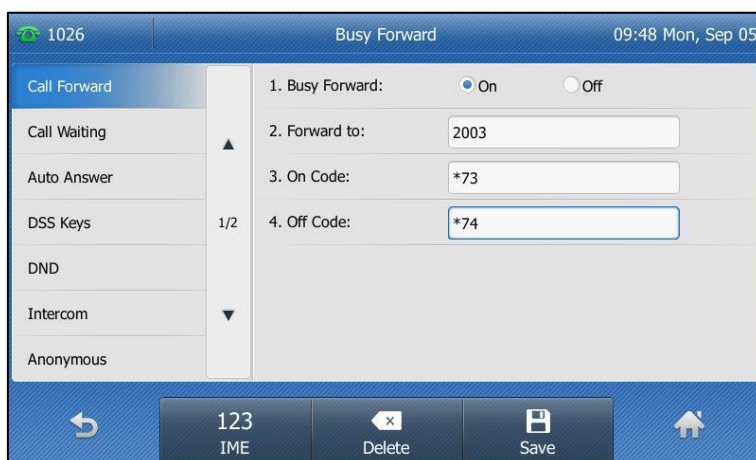 1026 Busy Forward 09:48 Mon, Sep 05
Call Forward
Call Waiting
Auto Answer
DSS Keys
DND
Intercom
Anonymous
1/2
1. Busy Forward: On Off
2. Forward to: 2003
3. On Code: *73
4. Off Code: *74
123
IME
Delete
Save